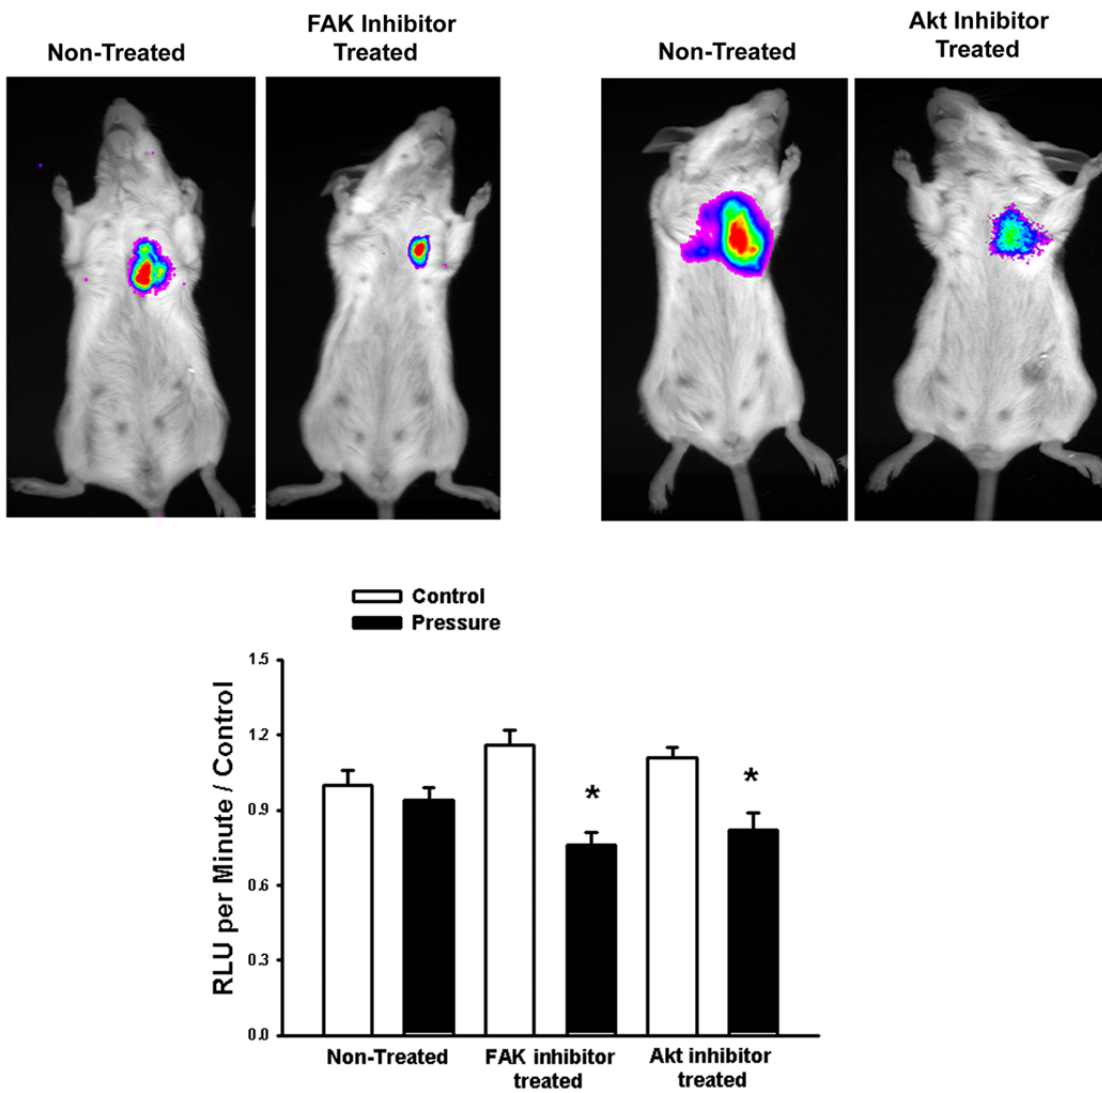 Non-Treated
FAK Inhibitor
Treated
Non-Treated
Akt Inhibitor
Treated
Control
Pressure
RLU per Minute / Control
1.5
1.2
0.9
0.6
0.3
0.0
*
*
Non-Treated
FAK inhibitor
treated
Akt inhibitor
treated